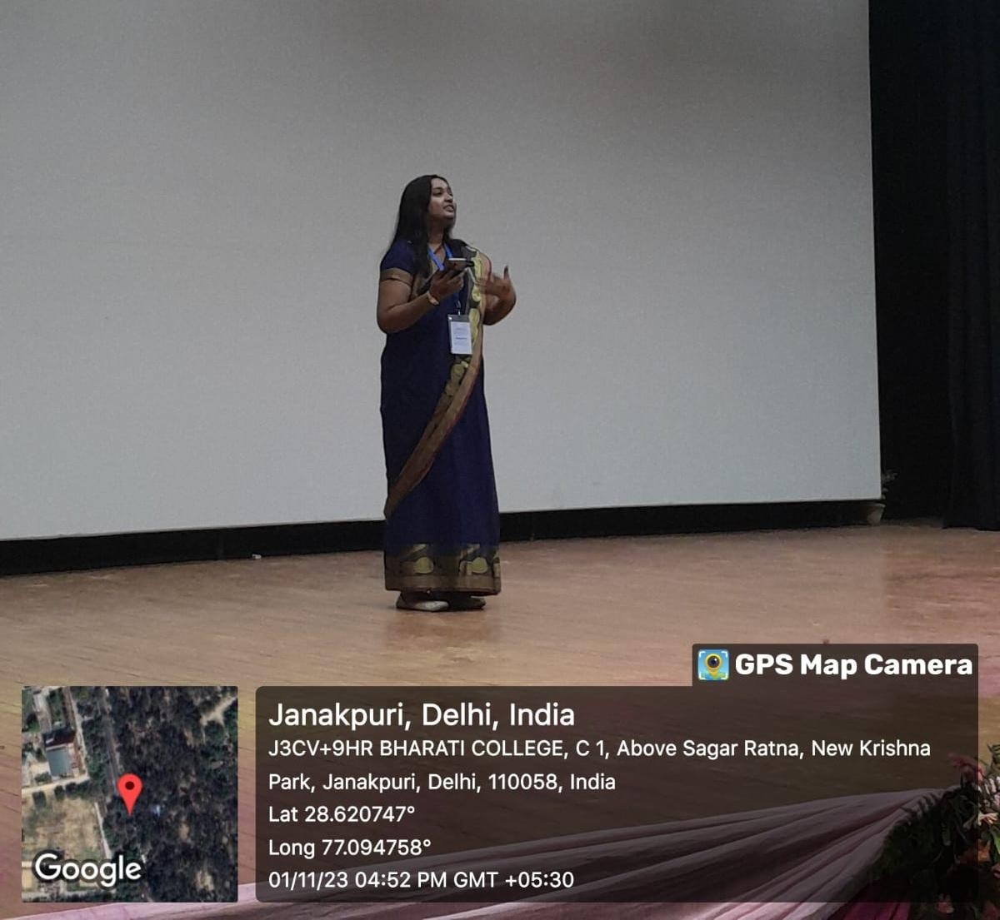 GPS Map Camera
Janakpuri, Delhi, India
J3CV+9HR BHARATI COLLEGE, C 1, Above Sagar Ratna, New Krishna
Park, Janakpuri, Delhi, 110058, India
Lat 28.620747°
Long 77.094758°
01/11/23 04:52 PM GMT +05:30
Google